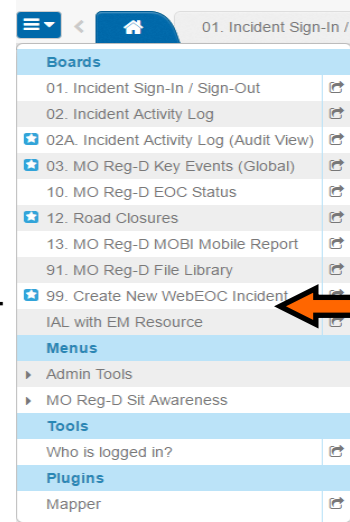 01. Incident Sign-In /
Boards
01. Incident Sign-In / Sign-Out
02. Incident Activity Log
02A. Incident Activity Log (Audit View)
03. MO Reg-D Key Events (Global)
10. MO Reg-D EOC Status
12. Road Closures
13. MO Reg-D MOBI Mobile Report
91. MO Reg-D File Library
99. Create New WebEOC Incident
IAL with EM Resource
Menus
Admin Tools
MO Reg-D Sit Awareness
Tools
Who is logged in?
Plugins
Mapper